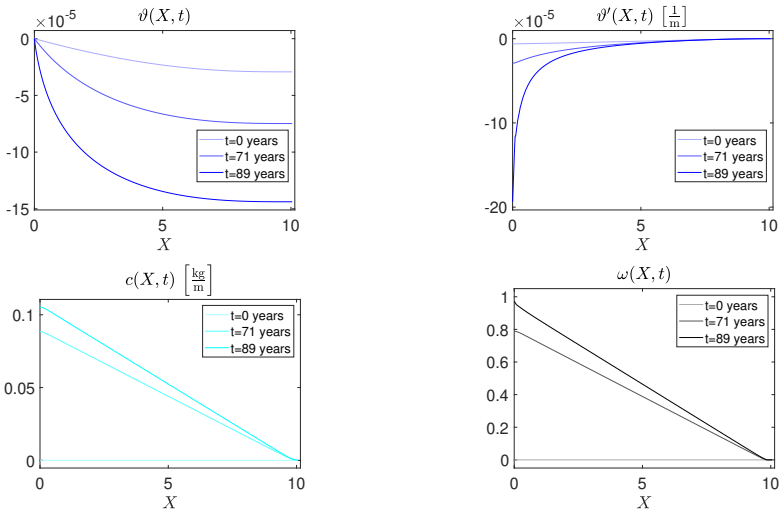 ϑ(X, t)
×10⁻⁵
0
-5
-10
-15
0 5 10
X
t=0 years
t=71 years
t=89 years
ϑ′(X, t) [1/m]
×10⁻⁵
0
-10
-20
0 5 10
X
t=0 years
t=71 years
t=89 years
c(X, t) [kg/m]
0.1
0.05
0
0 5 10
X
t=0 years
t=71 years
t=89 years
ω(X, t)
1
0.8
0.6
0.4
0.2
0
0 5 10
X
t=0 years
t=71 years
t=89 years